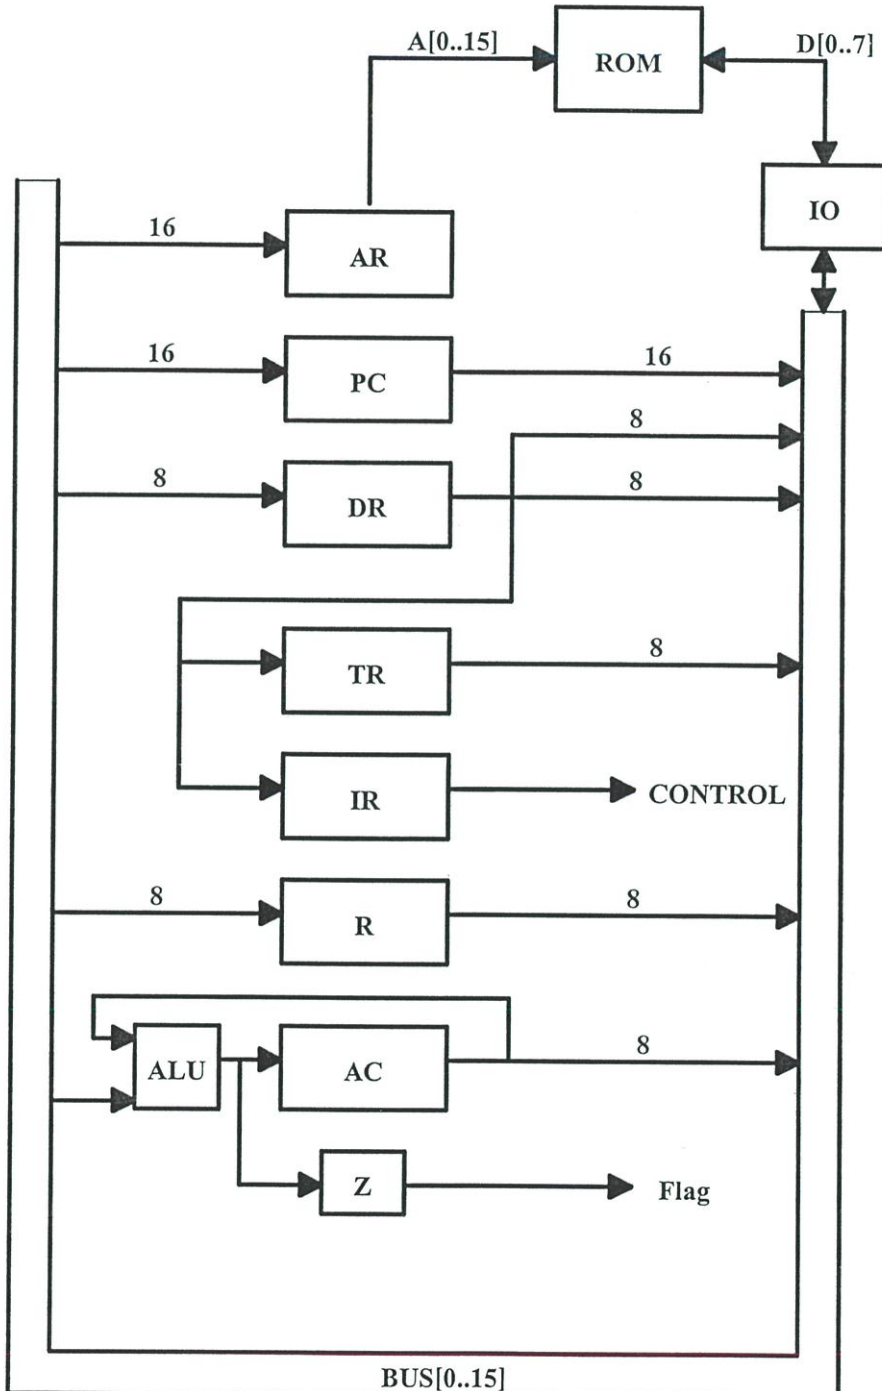 A[0..15]
ROM
D[0..7]
IO
16
AR
16
PC
16
8
8
DR
8
TR
8
IR
CONTROL
8
R
8
ALU
AC
8
Z
Flag
BUS[0..15]